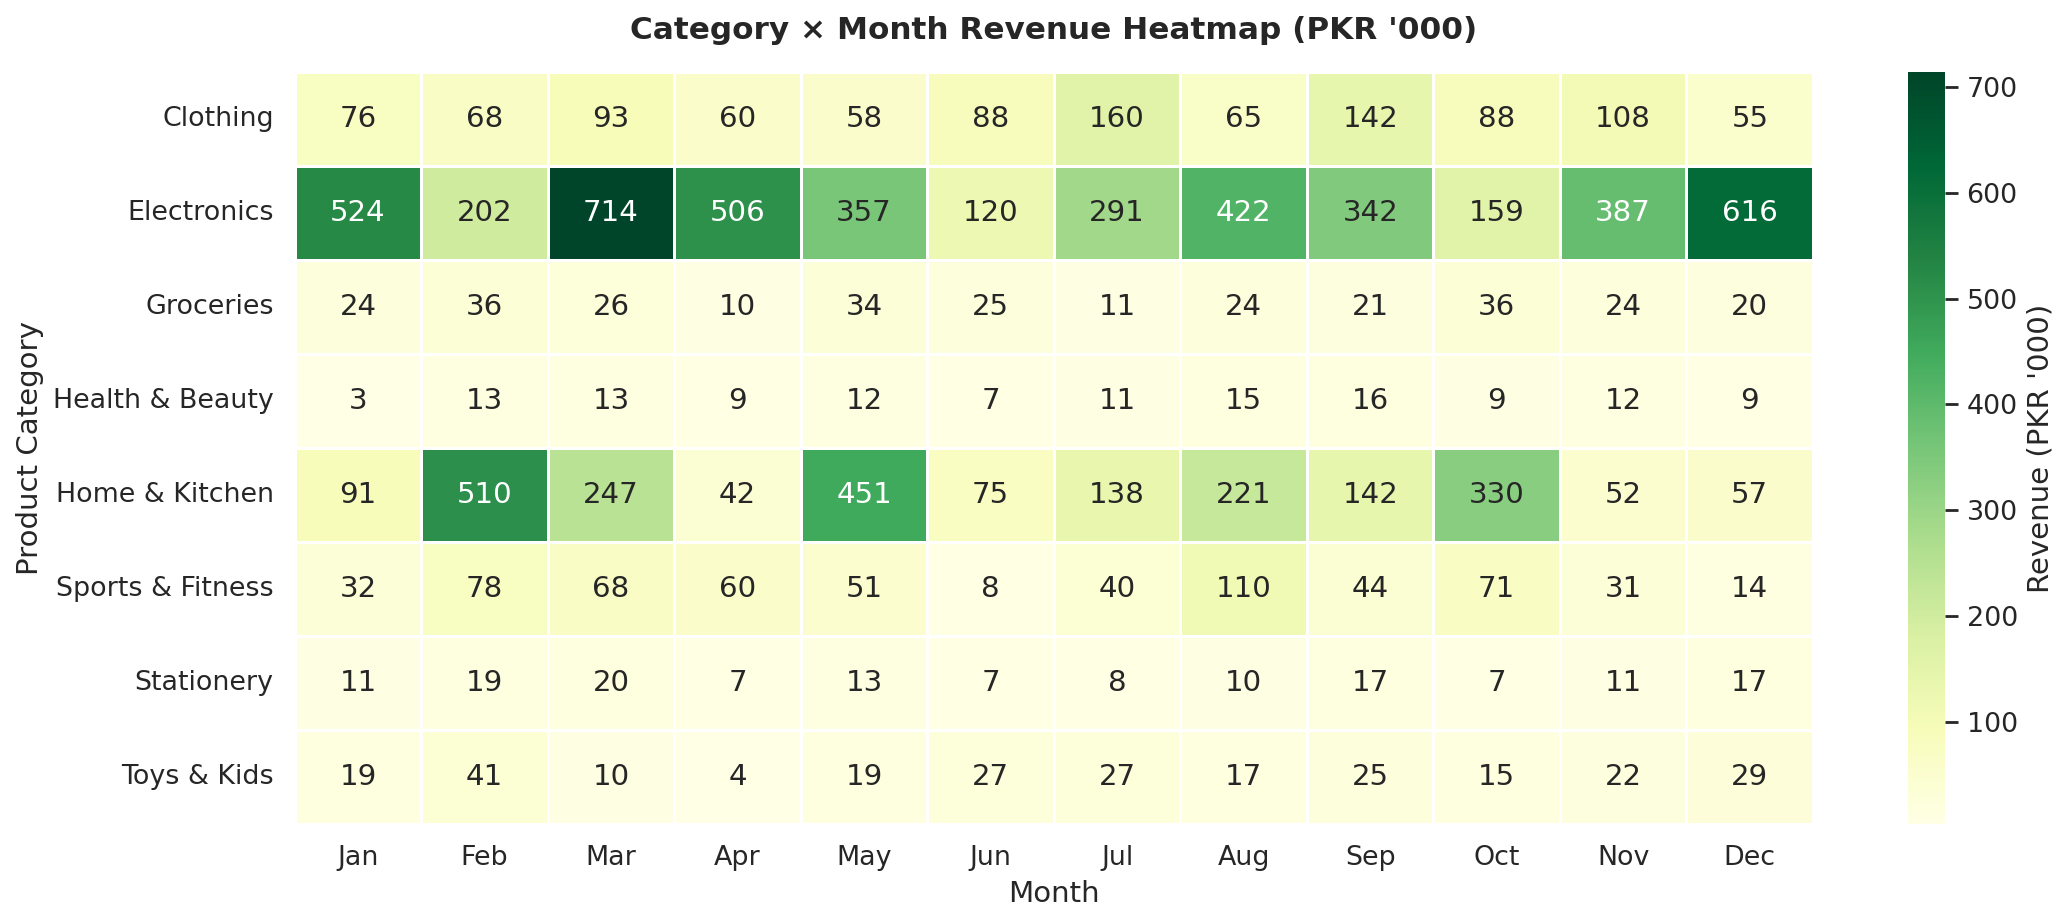 Category × Month Revenue Heatmap (PKR '000)
Clothing 76 68 93 60 58 88 160 65 142 88 108 55
Electronics 524 202 714 506 357 120 291 422 342 159 387 616
Groceries 24 36 26 10 34 25 11 24 21 36 24 20
Health & Beauty 3 13 13 9 12 7 11 15 16 9 12 9
Home & Kitchen 91 510 247 42 451 75 138 221 142 330 52 57
Sports & Fitness 32 78 68 60 51 8 40 110 44 71 31 14
Stationery 11 19 20 7 13 7 8 10 17 7 11 17
Toys & Kids 19 41 10 4 19 27 27 17 25 15 22 29
Jan Feb Mar Apr May Jun Jul Aug Sep Oct Nov Dec
Month
Product Category
700
600
500
400
300
200
100
Revenue (PKR '000)